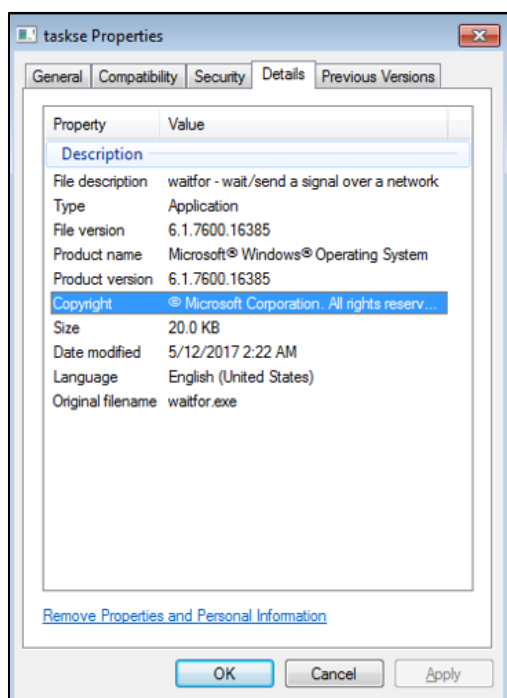 taskse Properties
General Compatibility Security Details Previous Versions
Property Value
Description
File description waitfor - wait/send a signal over a network
Type Application
File version 6.1.7600.16385
Product name Microsoft® Windows® Operating System
Product version 6.1.7600.16385
Copyright © Microsoft Corporation. All rights reserv...
Size 20.0 KB
Date modified 5/12/2017 2:22 AM
Language English (United States)
Original filename waitfor.exe
Remove Properties and Personal Information
OK Cancel Apply